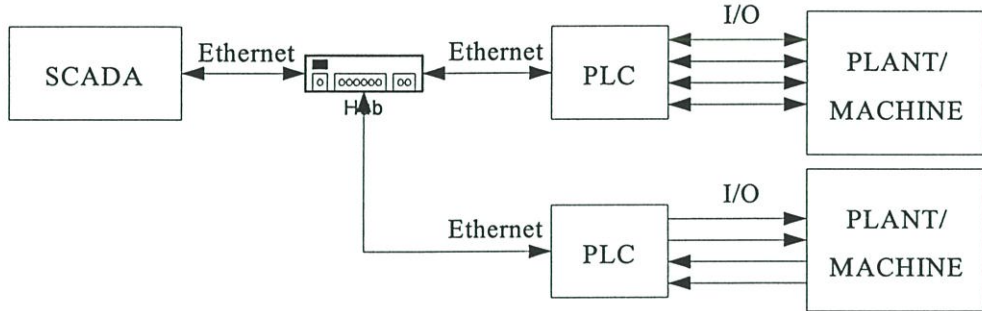 SCADA
Ethernet
Hub
Ethernet
PLC
I/O
PLANT/
MACHINE
Ethernet
PLC
I/O
PLANT/
MACHINE